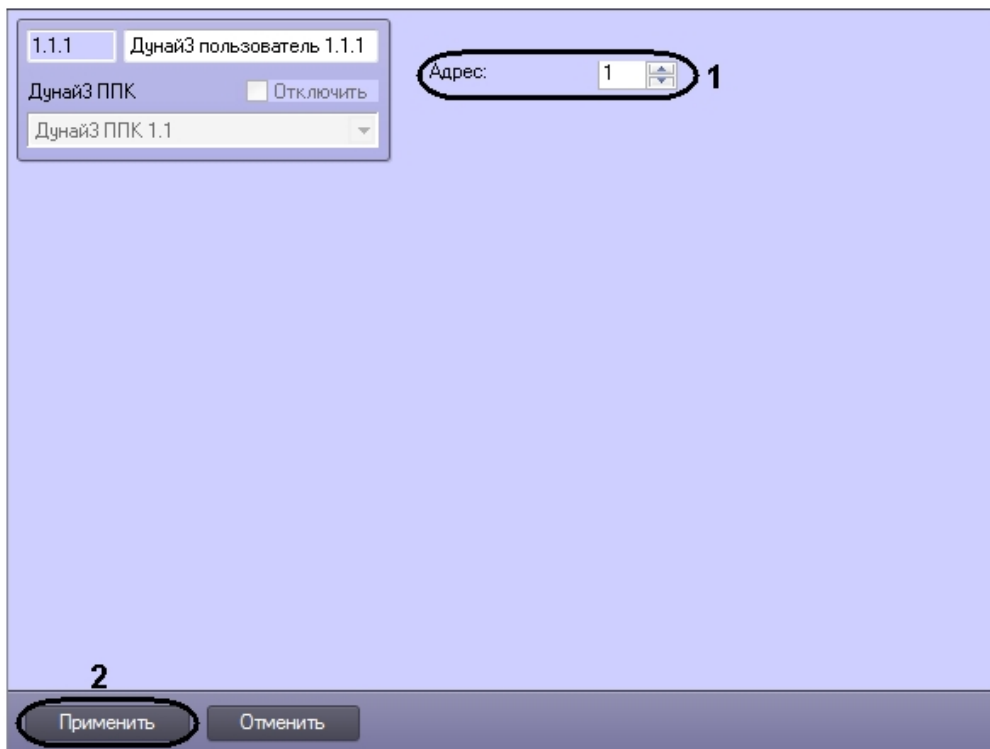 1.1.1 Дунай3 пользователь 1.1.1
Дунай3 ППК Отключить
ДунайЗ ППК 1.1
Адрес: 1 1
2
Применить Отменить